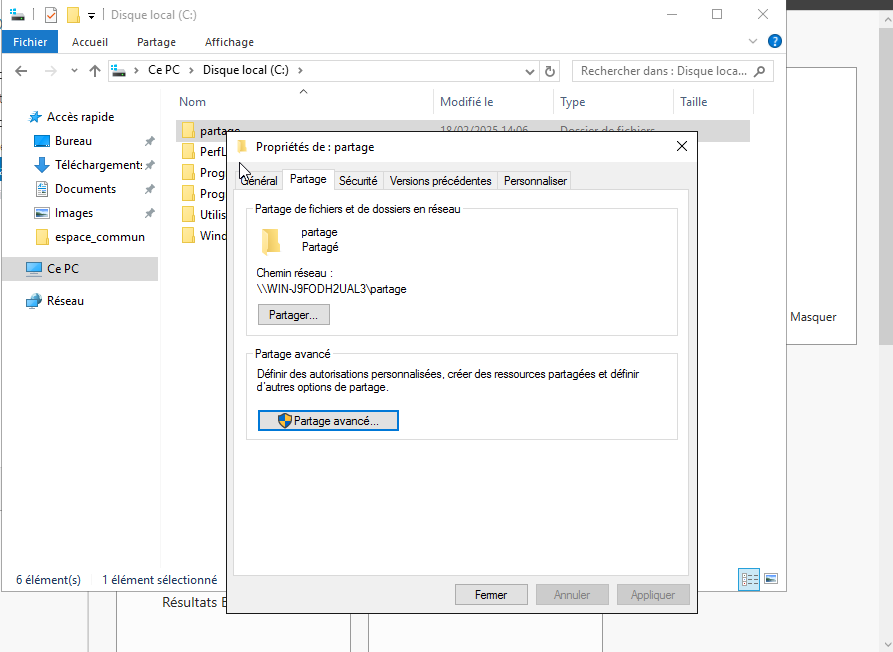 Disque local (C:)
Fichier Accueil Partage Affichage
Ce PC Disque local (C:)
Rechercher dans : Disque loca...
Nom Modifié le Type Taille
Accès rapide
Bureau
Téléchargements
Documents
Images
espace_commun
Ce PC
Réseau
partage 18/02/2025 14:06 Dossier de fichiers
PerfL
Prog
Prog
Utilis
Wind
6 élément(s) 1 élément sélectionné
Propriétés de : partage
Général Partage Sécurité Versions précédentes Personnaliser
Partage de fichiers et de dossiers en réseau
partage
Partagé
Chemin réseau :
\\WIN-J9FODH2UAL3\partage
Partager...
Partage avancé
Définir des autorisations personnalisées, créer des ressources partagées et définir
d'autres options de partage.
Partage avancé...
Fermer Annuler Appliquer
Masquer
Résultats